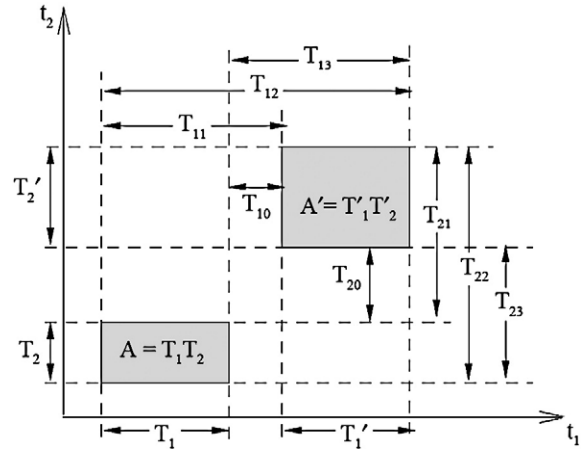 t₂
T₁₃
T₁₂
T₁₁
T₂′
T₁₀
A′= T′₁T′₂
T₂₁
T₂₂
T₂₀
T₂₃
T₂
A = T₁T₂
T₁
T₁′
t₁